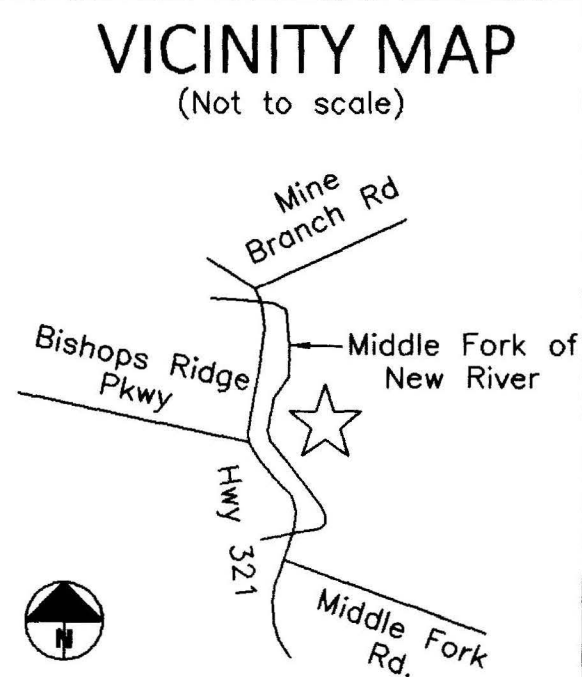 VICINITY MAP
(Not to scale)
Mine
Branch Rd
Middle Fork of
New River
Bishops Ridge
Pkwy
Hwy 321
Middle Fork
Rd.
N